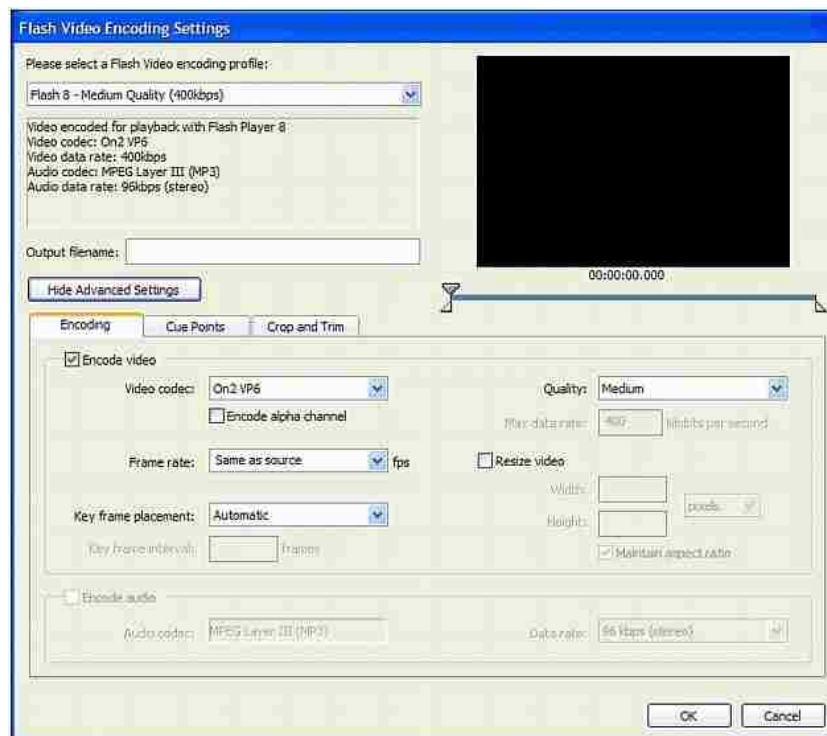 Flash Video Encoding Settings
Please select a Flash Video encoding profile:
Flash 8 - Medium Quality (400kbps)
Video encoded for playback with Flash Player 8
Video codec: On2 VP6
Video data rate: 400kbps
Audio codec: MPEG Layer III (MP3)
Audio data rate: 96kbps (stereo)
Output filename:
00:00:00.000
Hide Advanced Settings
Encoding Cue Points Crop and Trim
Encode video
Video codec: On2 VP6 Quality: Medium
Encode alpha channel Max data rate: 400 kilobits per second
Frame rate: Same as source fps Resize video
Width:
Key frame placement: Automatic pixels
Height:
Key frame interval: frames Maintain aspect ratio
Encode audio
Audio codec: MPEG Layer III (MP3) Data rate: 96 kbps (stereo)
OK Cancel